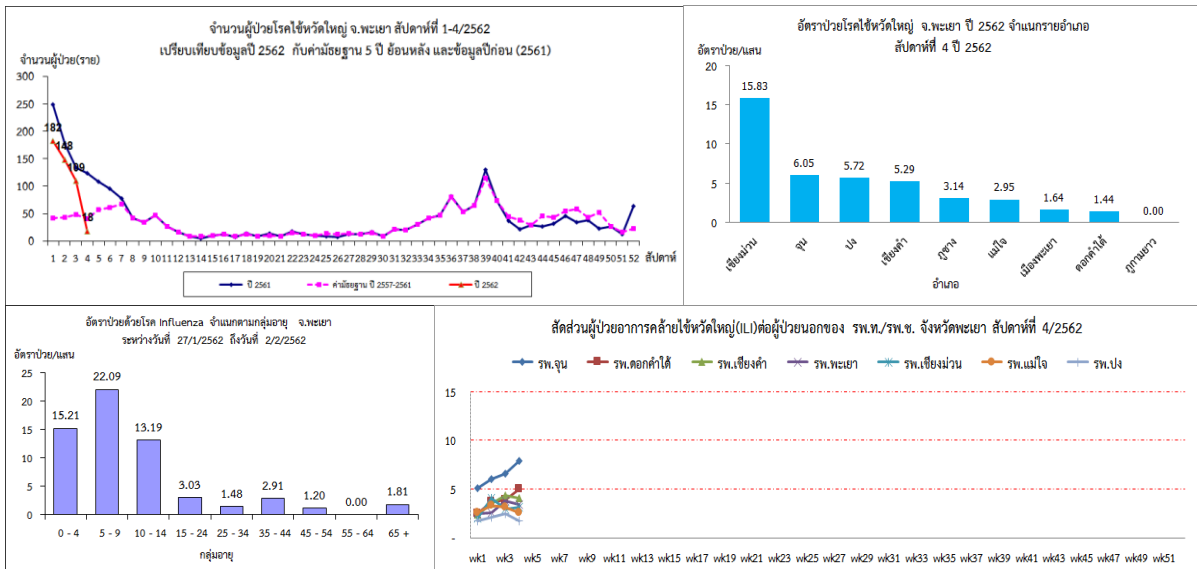 จำนวนผู้ป่วยโรคไข้หวัดใหญ่ จ.พะเยา สัปดาห์ที่ 1-4/2562
เปรียบเทียบข้อมูลปี 2562 กับค่ามัธยฐาน 5 ปี ย้อนหลัง และข้อมูลปีก่อน (2561)
จำนวนผู้ป่วย(ราย)
300
250
200
150
100
50
0
182
148
109
18
1 2 3 4 5 6 7 8 9 10 11 12 13 14 15 16 17 18 19 20 21 22 23 24 25 26 27 28 29 30 31 32 33 34 35 36 37 38 39 40 41 42 43 44 45 46 47 48 49 50 51 52 สัปดาห์
ปี 2561 ค่ามัธยฐาน ปี 2557-2561 ปี 2562
อัตราป่วยโรคไข้หวัดใหญ่ จ.พะเยา ปี 2562 จำแนกรายอำเภอ
สัปดาห์ที่ 4 ปี 2562
อัตราป่วย/แสน
20
15
10
5
0
15.83 6.05 5.72 5.29 3.14 2.95 1.64 1.44 0.00
เชียงม่วน จุน ปง เชียงคำ ภูซาง แม่ใจ เมืองพะเยา ดอกคำใต้ ภูกามยาว
อำเภอ
อัตราป่วยด้วยโรค Influenza จำแนกตามกลุ่มอายุ จ.พะเยา
ระหว่างวันที่ 27/1/2562 ถึงวันที่ 2/2/2562
อัตราป่วย/แสน
25
20
15
10
5
0
15.21 22.09 13.19 3.03 1.48 2.91 1.20 0.00 1.81
0 - 4 5 - 9 10 - 14 15 - 24 25 - 34 35 - 44 45 - 54 55 - 64 65 +
กลุ่มอายุ
สัดส่วนผู้ป่วยอาการคล้ายไข้หวัดใหญ่(ILI)ต่อผู้ป่วยนอกของ รพ.ท./รพ.ช. จังหวัดพะเยา สัปดาห์ที่ 4/2562
รพ.จุน รพ.ดอกคำใต้ รพ.เชียงคำ รพ.พะเยา รพ.เชียงม่วน รพ.แม่ใจ รพ.ปง
15
10
5
-
wk1 wk3 wk5 wk7 wk9 wk11 wk13 wk15 wk17 wk19 wk21 wk23 wk25 wk27 wk29 wk31 wk33 wk35 wk37 wk39 wk41 wk43 wk45 wk47 wk49 wk51